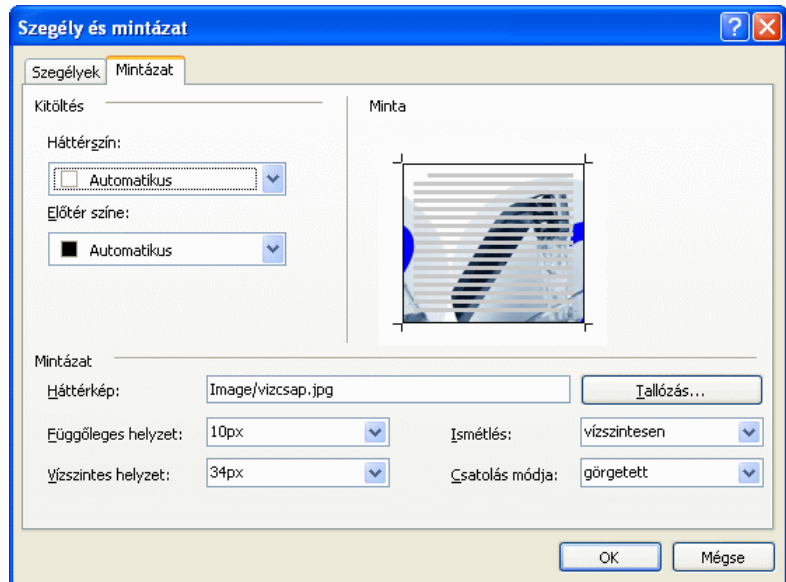 Szegély és mintázat
Szegélyek Mintázat
Kitöltés
Háttérszín:
Automatikus
Előtér színe:
Automatikus
Minta
Mintázat
Háttérkép: Image/vizcsap.jpg Tallózás...
Függőleges helyzet: 10px Ismétlés: vízszintesen
Vízszintes helyzet: 34px Csatolás módja: görgetett
OK Mégse